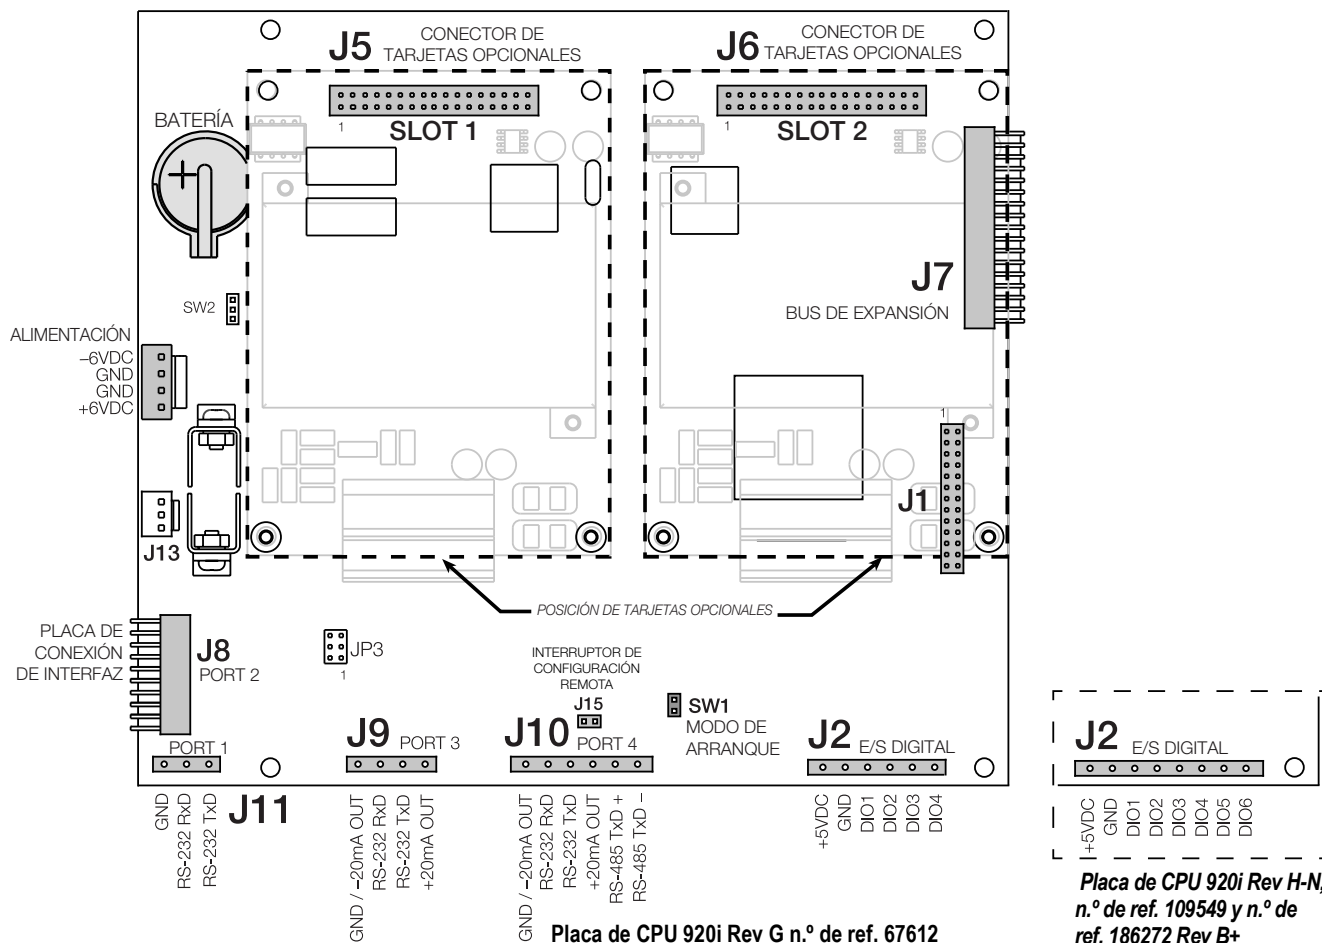 J5
CONECTOR DE
TARJETAS OPCIONALES
J6
CONECTOR DE
TARJETAS OPCIONALES
1
SLOT 1
1
SLOT 2
BATERÍA
+
J7
BUS DE EXPANSIÓN
SW2
ALIMENTACIÓN
–6VDC
GND
GND
+6VDC
1
J1
J13
POSICIÓN DE TARJETAS OPCIONALES
PLACA DE
CONEXIÓN
DE INTERFAZ
J8
PORT 2
JP3
1
INTERRUPTOR DE
CONFIGURACIÓN
REMOTA
J15
SW1
MODO DE
ARRANQUE
PORT 1
J9 PORT 3
J10 PORT 4
J2 E/S DIGITAL
J2 E/S DIGITAL
GND
RS-232 RxD
RS-232 TxD
J11
GND / –20mA OUT
RS-232 RxD
RS-232 TxD
+20mA OUT
GND / –20mA OUT
RS-232 RxD
RS-232 TxD
+20mA OUT
RS-485 TxD +
RS-485 TxD –
+5VDC
GND
DIO1
DIO2
DIO3
DIO4
+5VDC
GND
DIO1
DIO2
DIO3
DIO4
DIO5
DIO6
Placa de CPU 920i Rev G n.º de ref. 67612
Placa de CPU 920i Rev H-N,
n.º de ref. 109549 y n.º de
ref. 186272 Rev B+